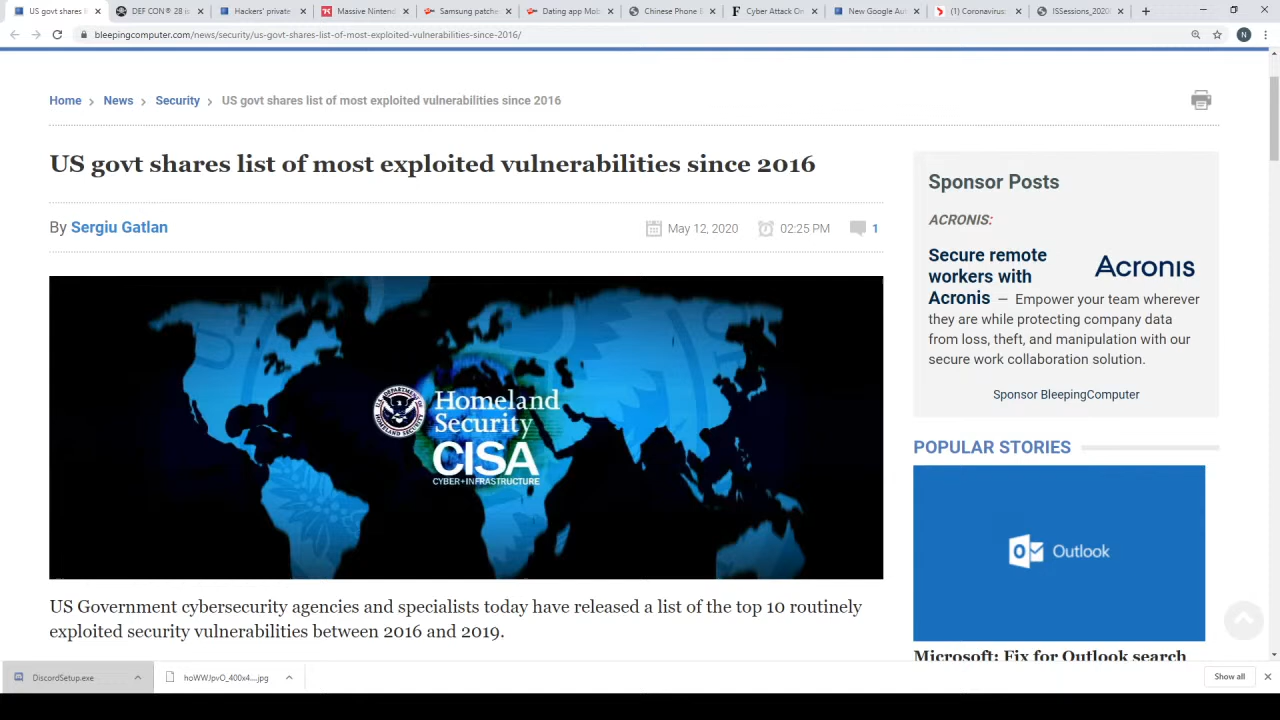 US govt shares l
DEF CON® 28 is
Hackers' private
Massive Nintend
Samsung patche
Dating app Mob
Chinese Phone B
Cyber Attack On
New Google Au
(1) Coronavirus
ISSessions_2020
bleepingcomputer.com/news/security/us-govt-shares-list-of-most-exploited-vulnerabilities-since-2016/
N
Home > News > Security > US govt shares list of most exploited vulnerabilities since 2016
US govt shares list of most exploited vulnerabilities since 2016
By Sergiu Gatlan
May 12, 2020 02:25 PM 1
Homeland
Security
CISA
CYBER+INFRASTRUCTURE
US Government cybersecurity agencies and specialists today have released a list of the top 10 routinely
exploited security vulnerabilities between 2016 and 2019.
Sponsor Posts
ACRONIS:
Secure remote
workers with
Acronis — Empower your team wherever
they are while protecting company data
from loss, theft, and manipulation with our
secure work collaboration solution.
Acronis
Sponsor BleepingComputer
POPULAR STORIES
Outlook
Microsoft: Fix for Outlook search
DiscordSetup.exe
hoWWJpvO_400x4....jpg
Show all